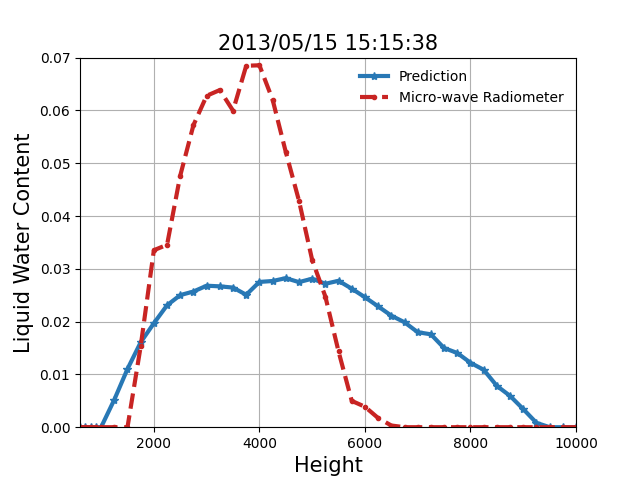 2013/05/15 15:15:38
Prediction
Micro-wave Radiometer
Liquid Water Content
0.07
0.06
0.05
0.04
0.03
0.02
0.01
0.00
2000 4000 6000 8000 10000
Height